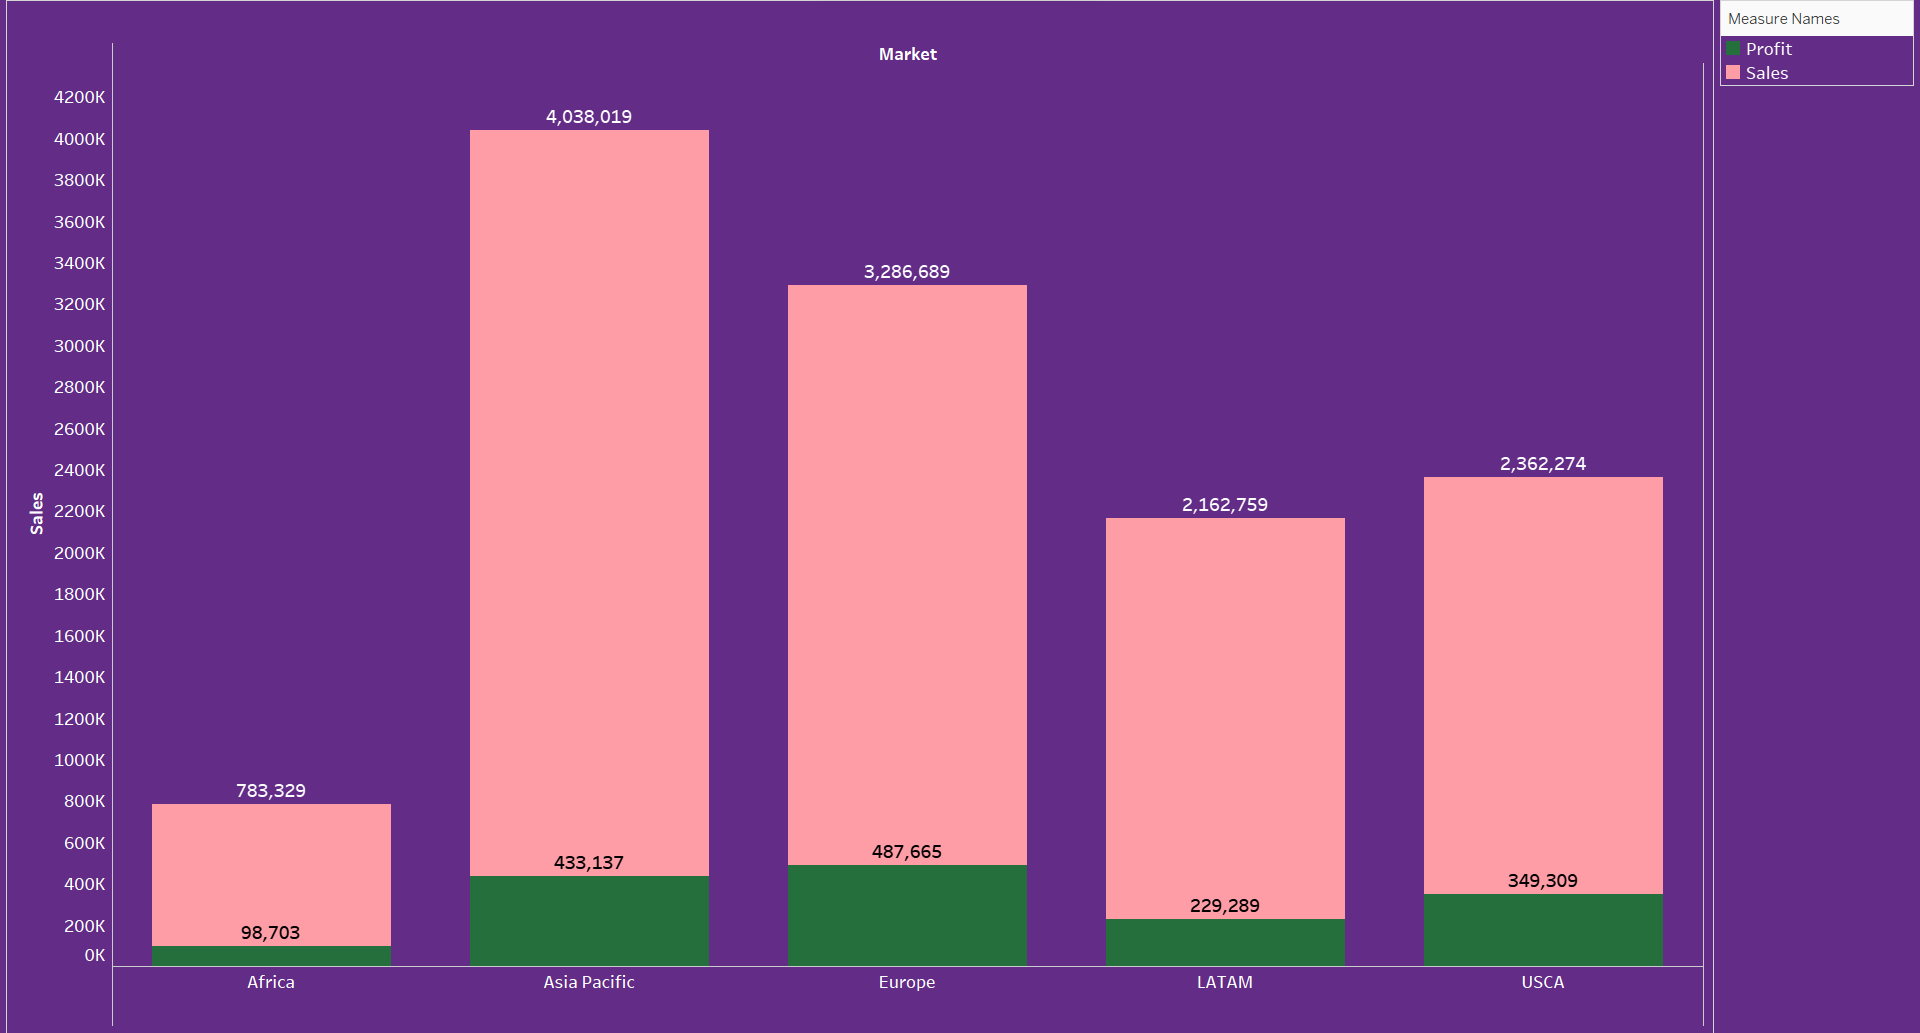 Measure Names
Profit
Sales
Market
4200K
4000K
3800K
3600K
3400K
3200K
3000K
2800K
2600K
2400K
2200K
2000K
1800K
1600K
1400K
1200K
1000K
800K
600K
400K
200K
0K
Sales
783,329
98,703
4,038,019
433,137
3,286,689
487,665
2,162,759
229,289
2,362,274
349,309
Africa
Asia Pacific
Europe
LATAM
USCA